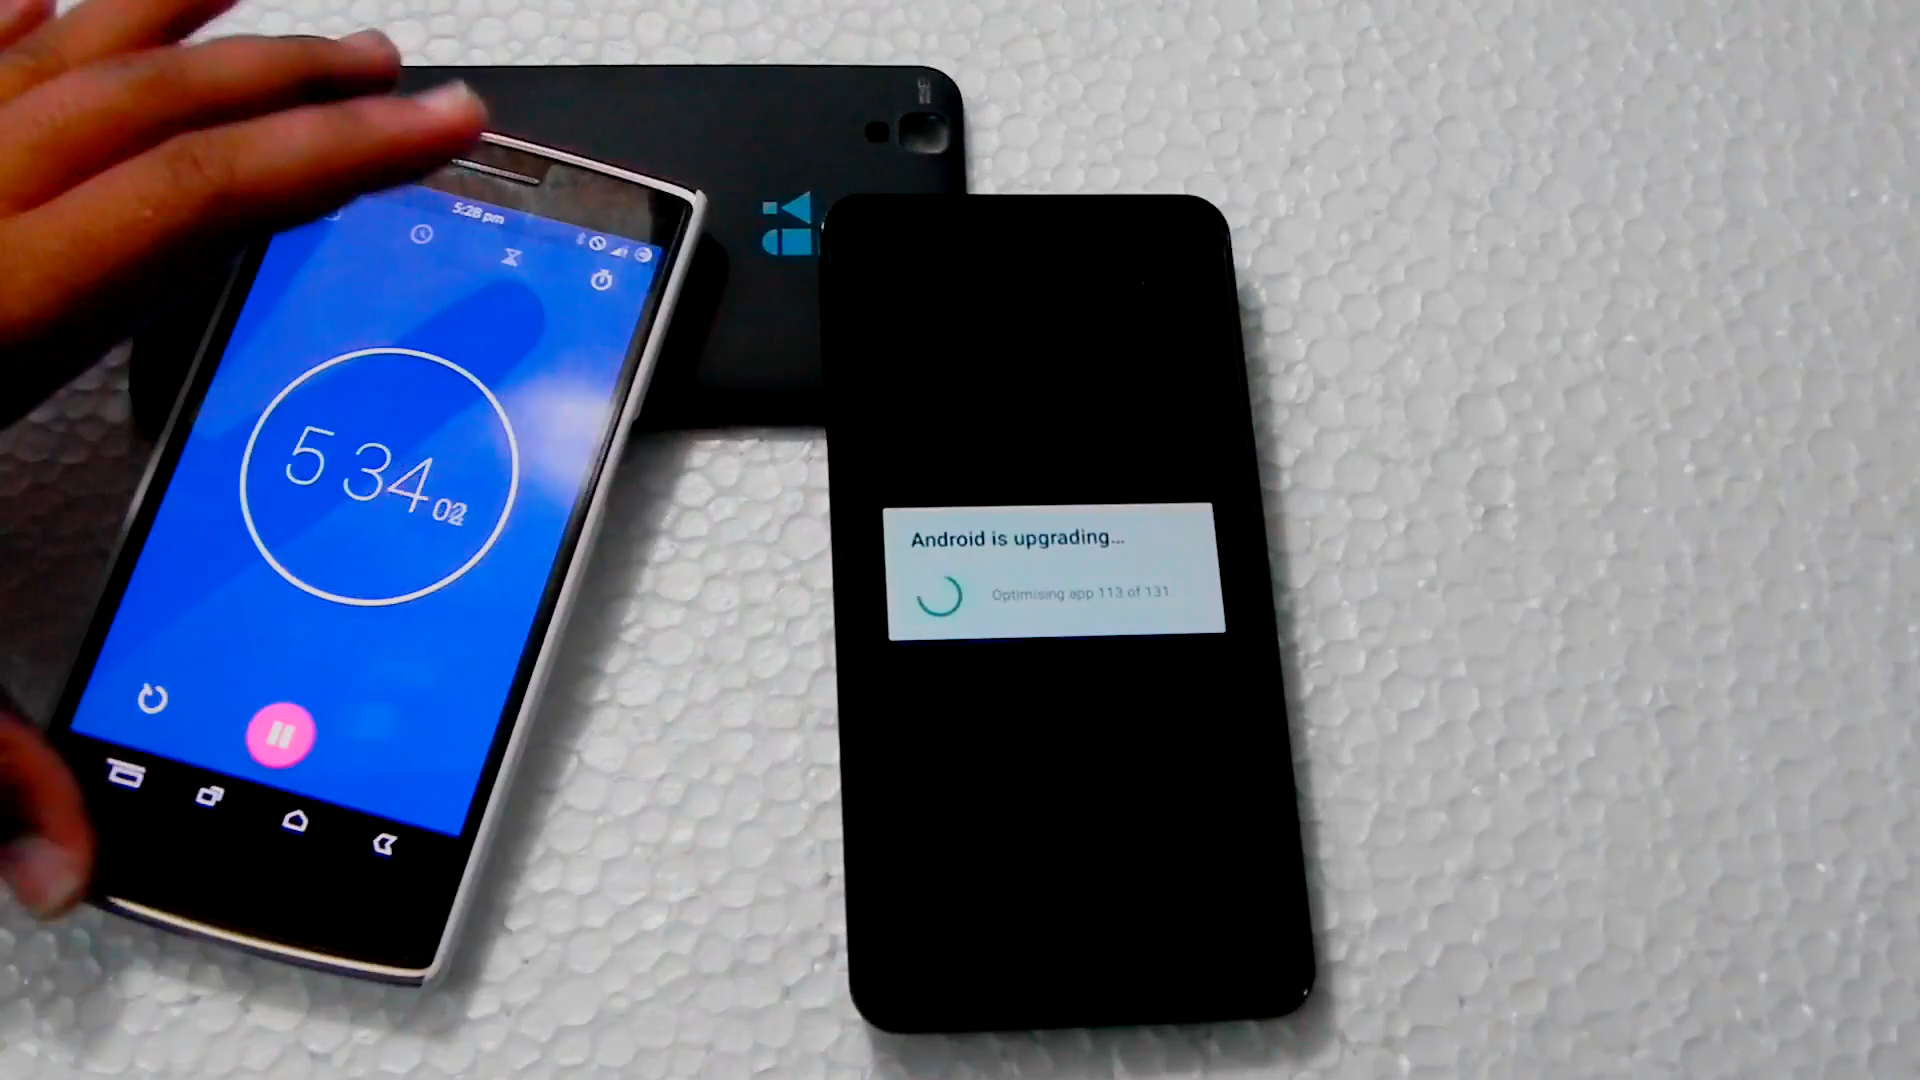 5:28 pm
5 34 02
Android is upgrading...
Optimising app 113 of 131